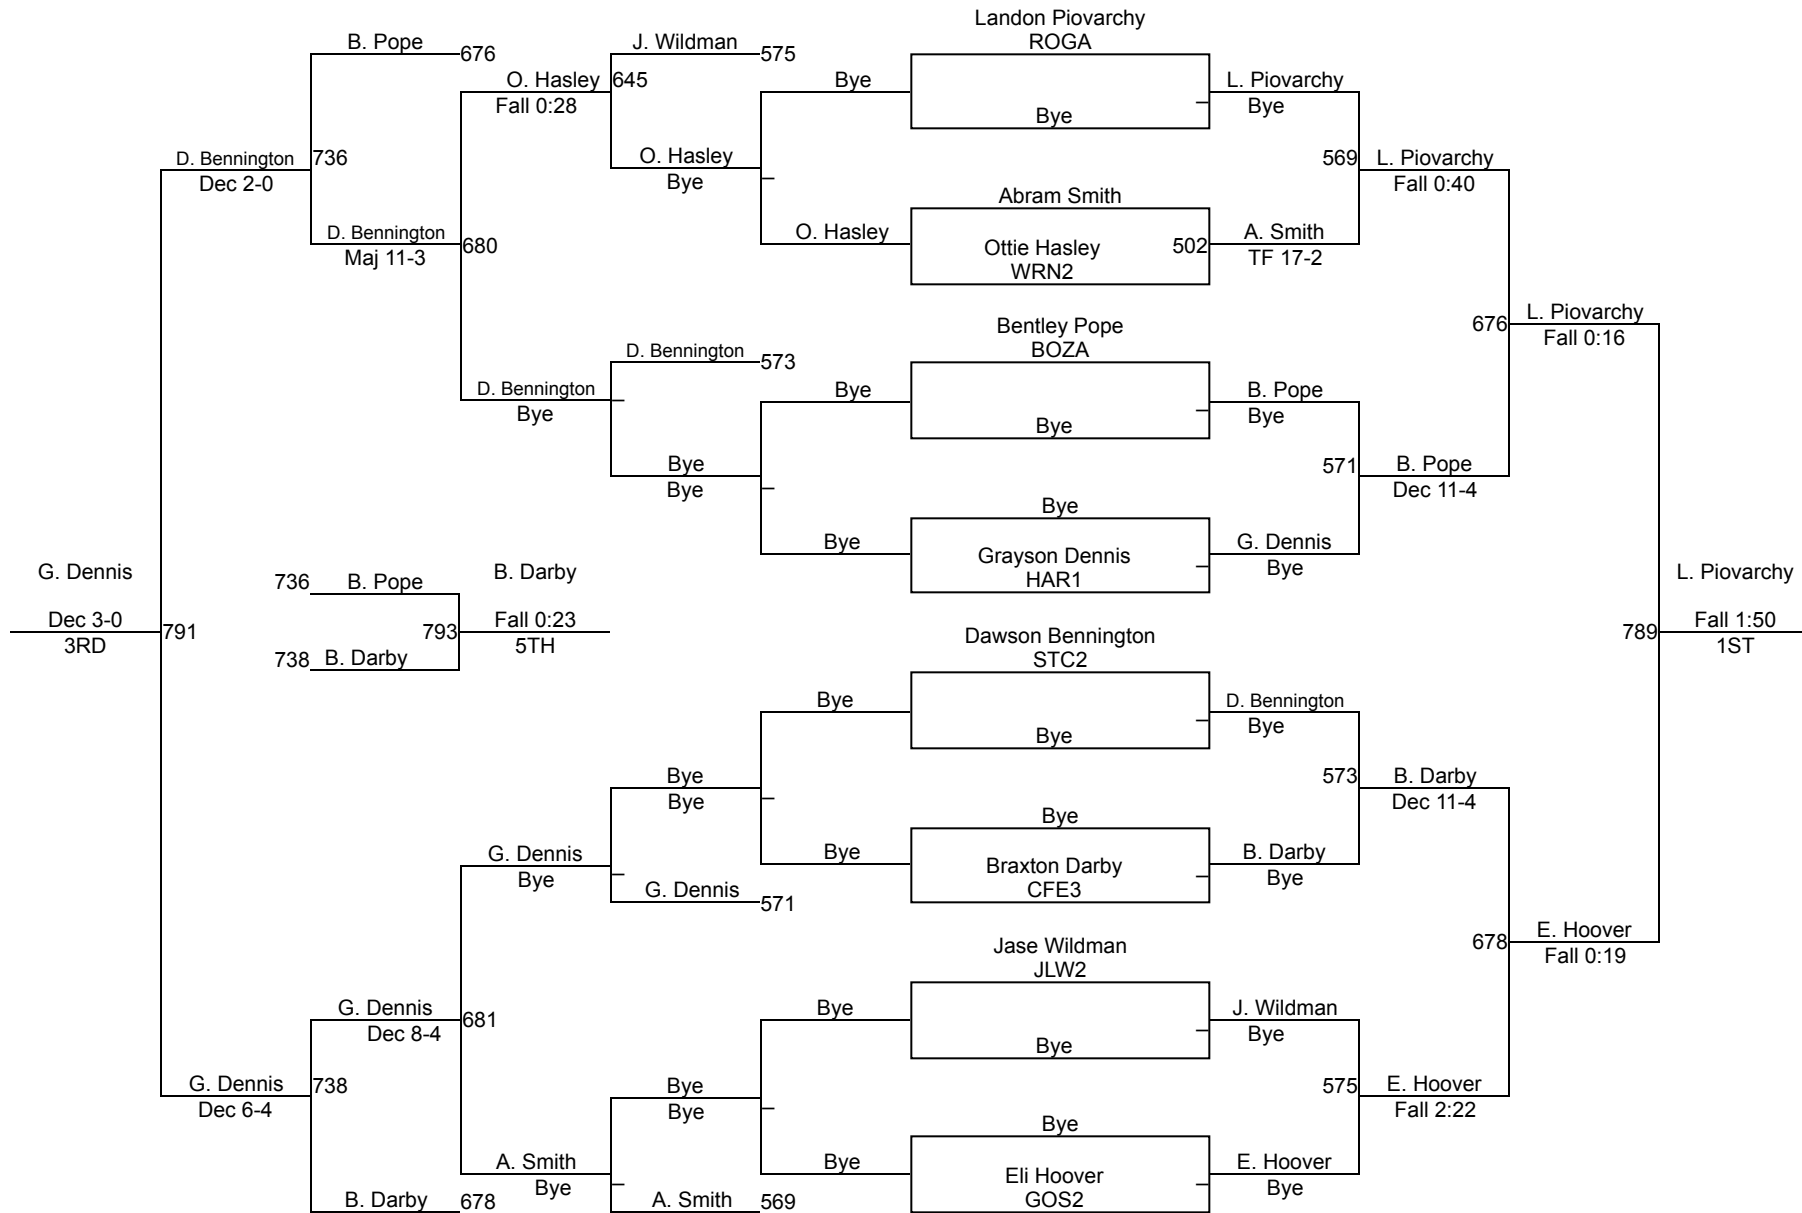 Landon Piovarchy
ROGA
B. Pope
676
J. Wildman
575
O. Hasley
645
Fall 0:28
Bye
L. Piovarchy
Bye
Bye
D. Bennington
736
Dec 2-0
O. Hasley
Bye
569
L. Piovarchy
Fall 0:40
Abram Smith
D. Bennington
680
Maj 11-3
O. Hasley
Ottie Hasley
WRN2
502
A. Smith
TF 17-2
Bentley Pope
BOZA
676
L. Piovarchy
Fall 0:16
D. Bennington
573
D. Bennington
Bye
Bye
B. Pope
Bye
Bye
Bye
Bye
571
B. Pope
Dec 11-4
Bye
Bye
Grayson Dennis
HAR1
G. Dennis
Bye
G. Dennis
Dec 3-0
3RD
791
736
B. Pope
738
B. Darby
793
B. Darby
Fall 0:23
5TH
L. Piovarchy
789
Fall 1:50
1ST
Dawson Bennington
STC2
Bye
D. Bennington
Bye
Bye
Bye
Bye
573
B. Darby
Dec 11-4
Bye
G. Dennis
Bye
Bye
Braxton Darby
CFE3
B. Darby
Bye
G. Dennis
571
678
E. Hoover
Fall 0:19
Jase Wildman
JLW2
G. Dennis
681
Dec 8-4
Bye
J. Wildman
Bye
Bye
G. Dennis
738
Dec 6-4
Bye
Bye
575
E. Hoover
Fall 2:22
Bye
A. Smith
Bye
Bye
Eli Hoover
GOS2
E. Hoover
Bye
B. Darby
678
A. Smith
569